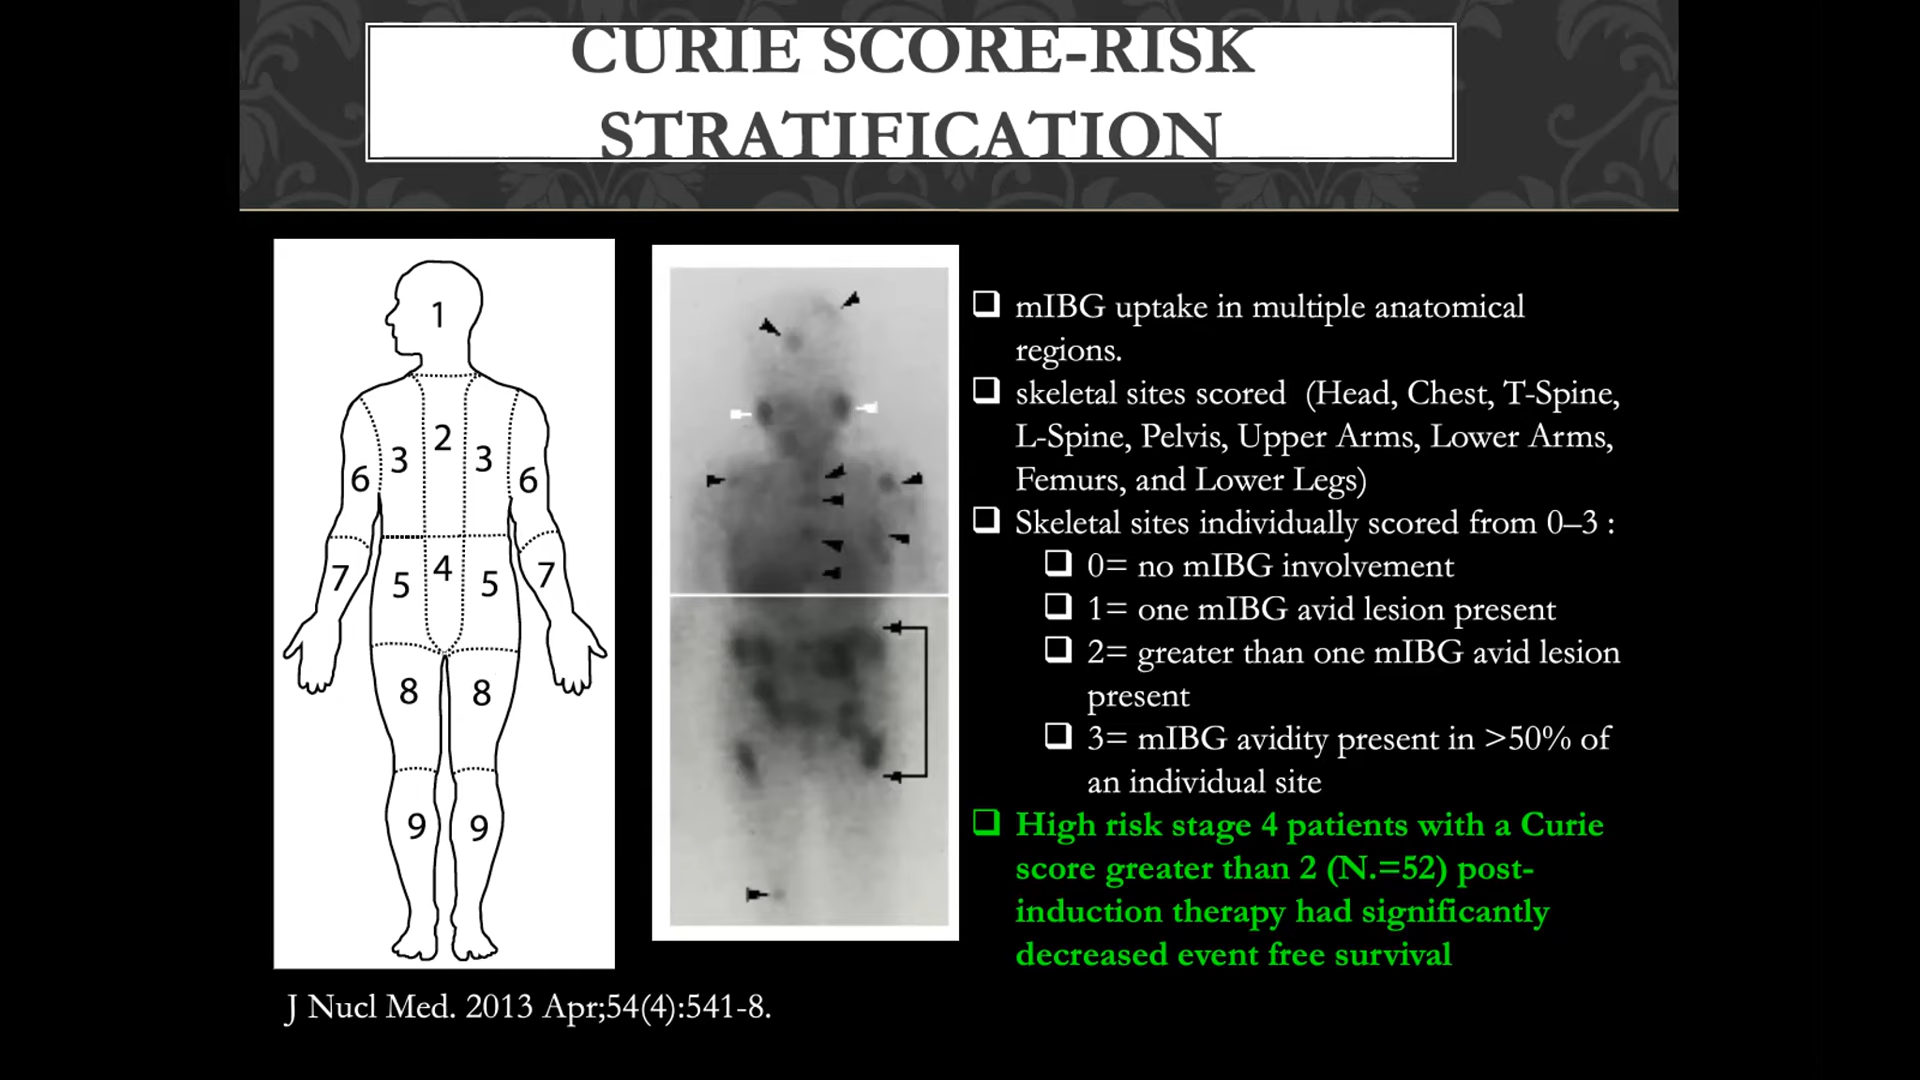 CURIE SCORE-RISK
STRATIFICATION
1
2
3 3
6 6
4
5 5
7 7
8 8
9 9
mIBG uptake in multiple anatomical
regions.
skeletal sites scored (Head, Chest, T-Spine,
L-Spine, Pelvis, Upper Arms, Lower Arms,
Femurs, and Lower Legs)
Skeletal sites individually scored from 0–3 :
0= no mIBG involvement
1= one mIBG avid lesion present
2= greater than one mIBG avid lesion
present
3= mIBG avidity present in >50% of
an individual site
High risk stage 4 patients with a Curie
score greater than 2 (N.=52) post-
induction therapy had significantly
decreased event free survival
J Nucl Med. 2013 Apr;54(4):541-8.